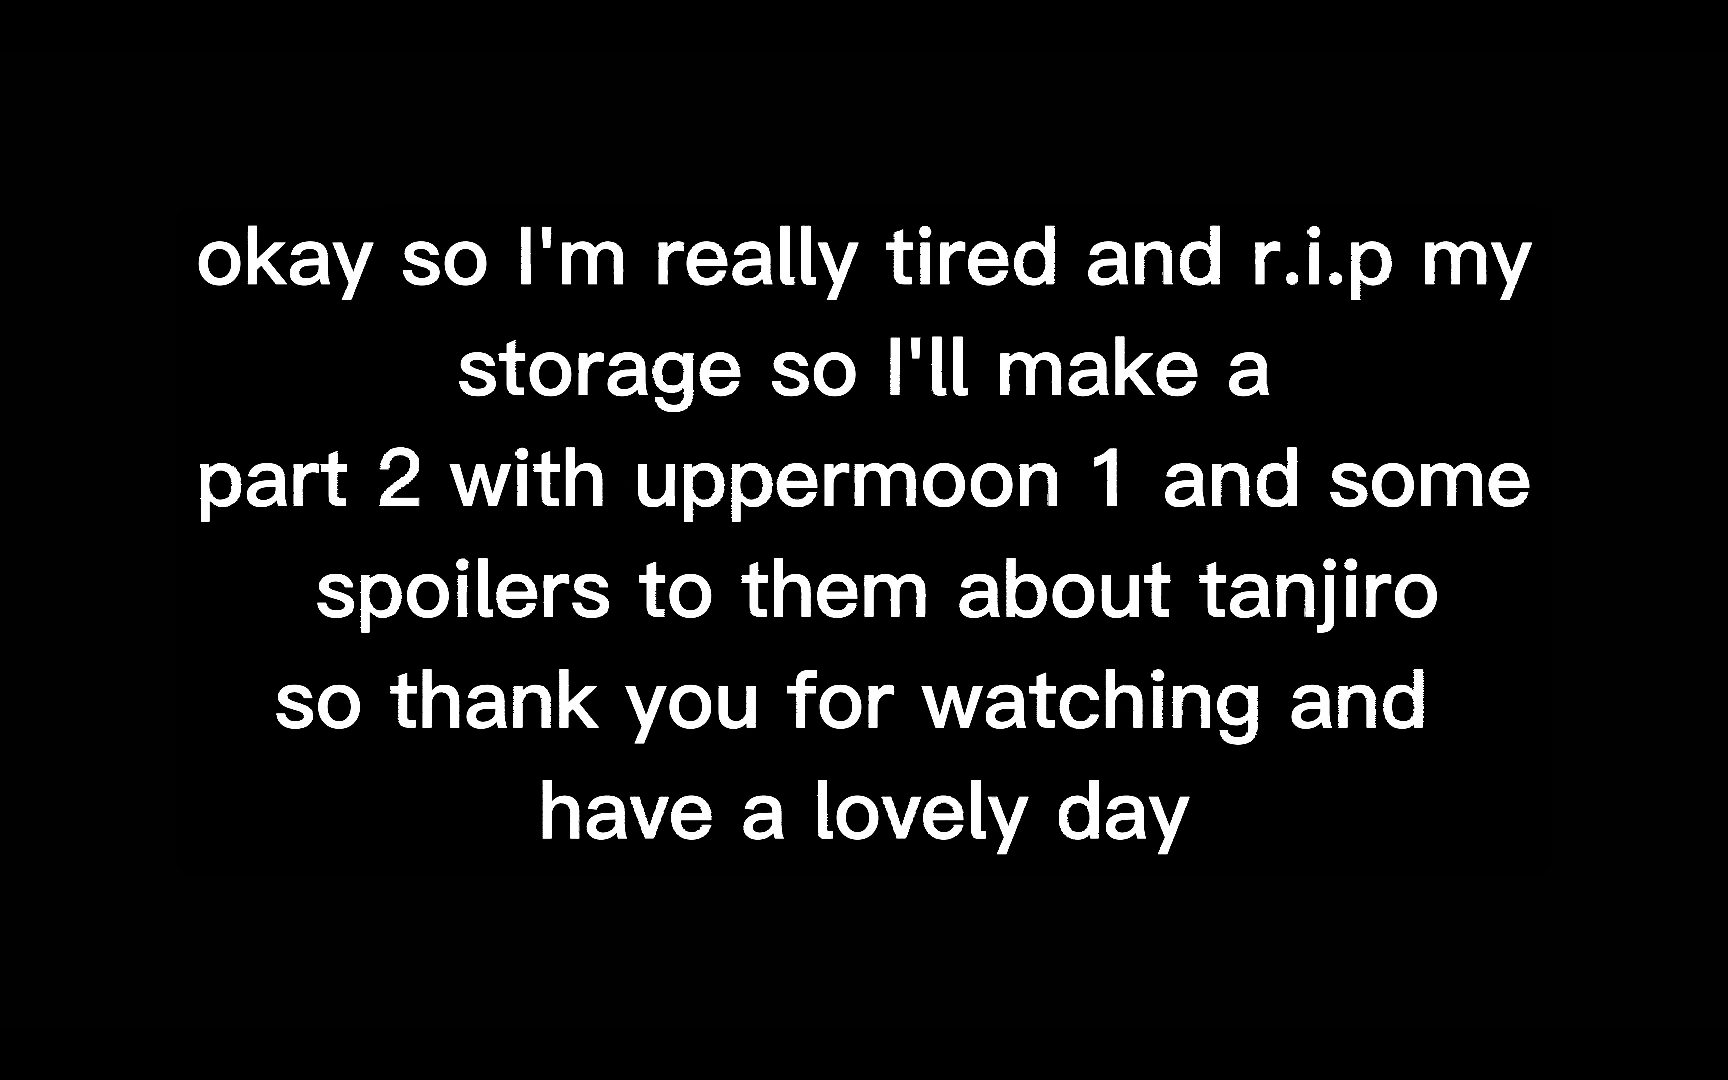 okay so I'm really tired and r.i.p my
storage so I'll make a
part 2 with uppermoon 1 and some
spoilers to them about tanjiro
so thank you for watching and
have a lovely day